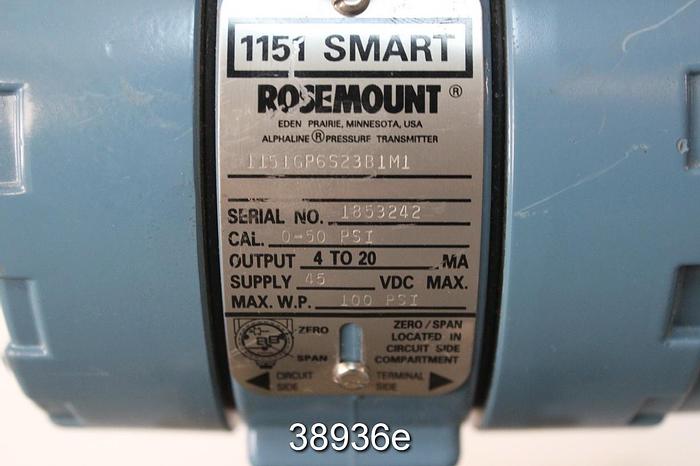 1151 SMART
ROSEMOUNT ®
EDEN PRAIRIE, MINNESOTA, USA
ALPHALINE ® PRESSURE TRANSMITTER
1151GP6S23B1M1
SERIAL NO. 1853242
CAL. 0-50 PSI
OUTPUT 4 TO 20 MA
SUPPLY 45 VDC MAX.
MAX. W.P. 100 PSI
ZERO
SPAN
ZERO/SPAN
LOCATED IN
CIRCUIT SIDE
COMPARTMENT
CIRCUIT SIDE
TERMINAL SIDE
38936e